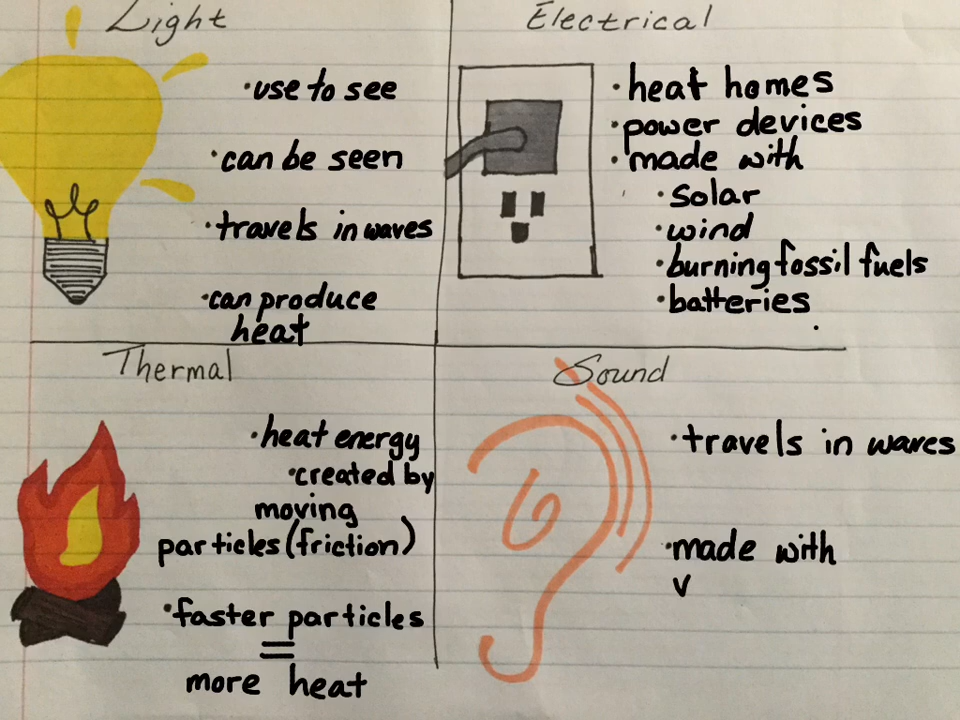 Light
• use to see
• can be seen
• travels in waves
• can produce
heat
Electrical
• heat homes
• power devices
• made with
• solar
• wind
• burning fossil fuels
• batteries
Thermal
• heat energy
• created by
moving
particles (friction)
• faster particles
=
more heat
Sound
• travels in waves
• made with
v